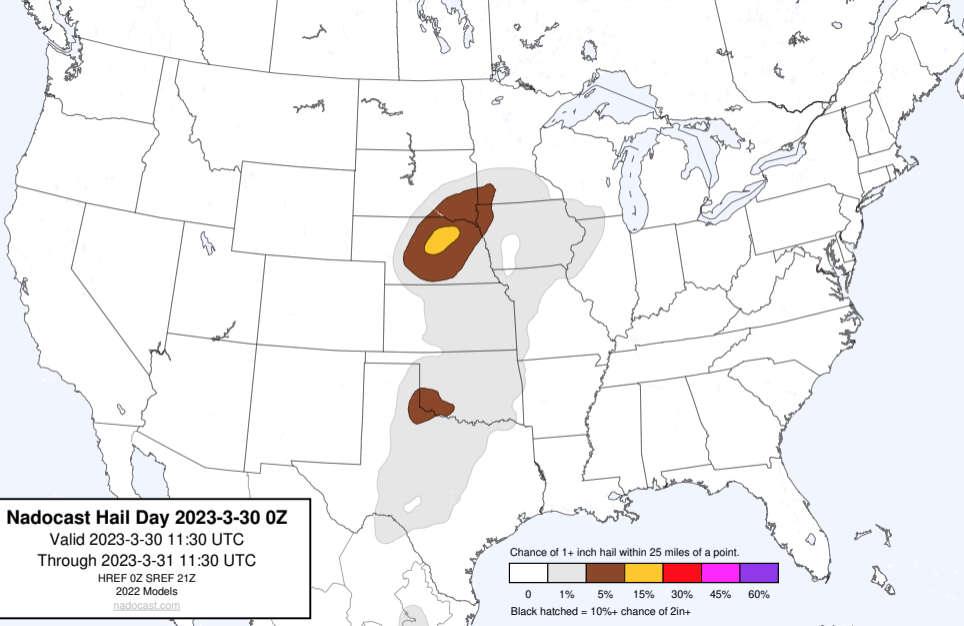 Nadocast Hail Day 2023-3-30 0Z
Valid 2023-3-30 11:30 UTC
Through 2023-3-31 11:30 UTC
HREF 0Z SREF 21Z
2022 Models
nadocast.com
Chance of 1+ inch hail within 25 miles of a point.
0 1% 5% 15% 30% 45% 60%
Black hatched = 10%+ chance of 2in+